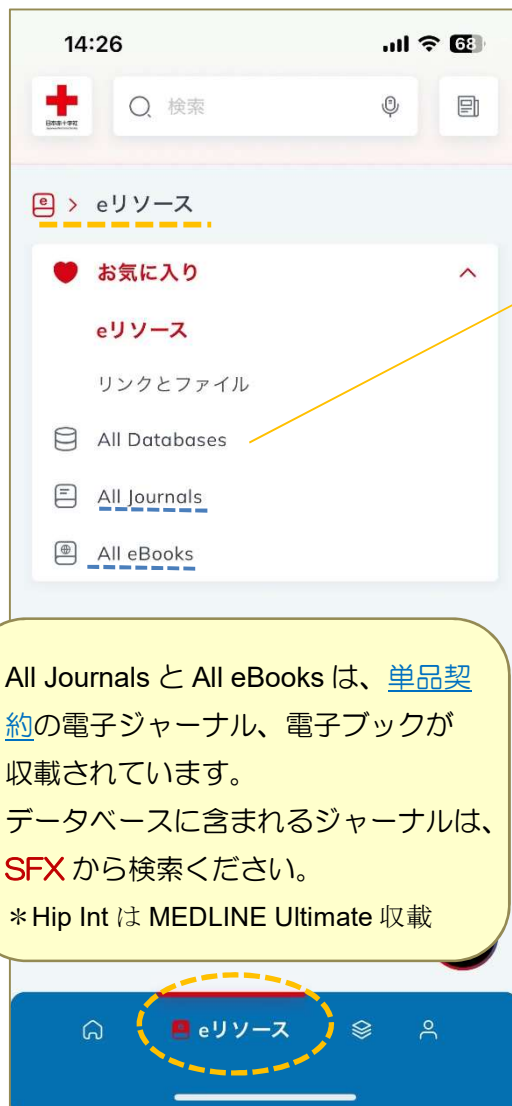 14:26
68
検索
eリソース
お気に入り
eリソース
リンクとファイル
All Databases
All Journals
All eBooks
All Journals と All eBooks は、単品契
約の電子ジャーナル、電子ブックが
収載されています。
データベースに含まれるジャーナルは、
SFX から検索ください。
＊Hip Int は MEDLINE Ultimate 収載
eリソース